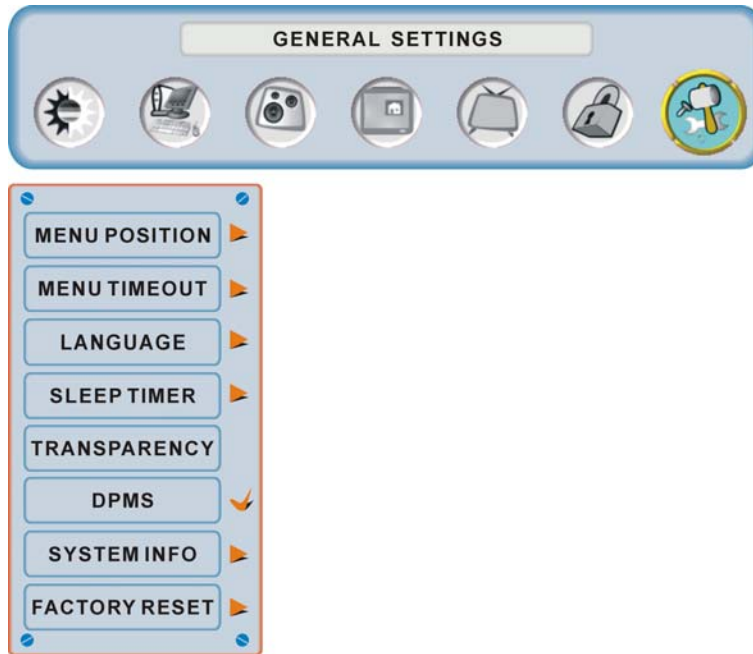 GENERAL SETTINGS
MENU POSITION
MENU TIMEOUT
LANGUAGE
SLEEP TIMER
TRANSPARENCY
DPMS
SYSTEM INFO
FACTORY RESET